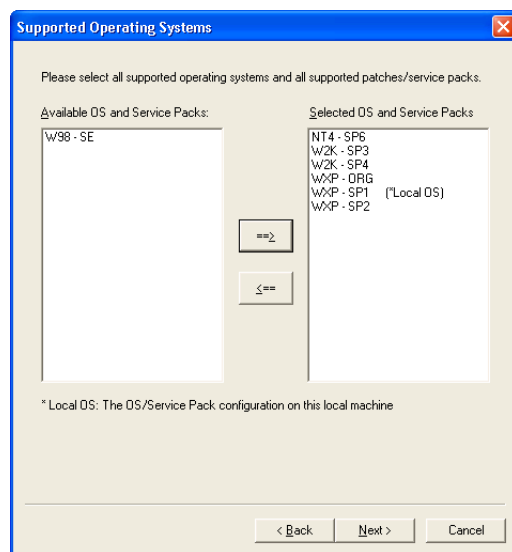 Supported Operating Systems
Please select all supported operating systems and all supported patches/service packs.
Available OS and Service Packs:
W98 - SE
Selected OS and Service Packs
NT4 - SP6
W2K - SP3
W2K - SP4
WXP - ORG
WXP - SP1 (*Local OS)
WXP - SP2
==>
<==
* Local OS: The OS/Service Pack configuration on this local machine
< Back
Next >
Cancel